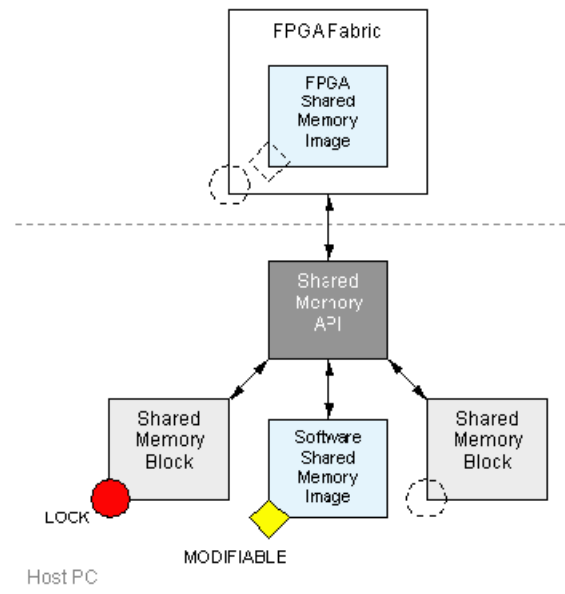 FPGA Fabric
FPGA
Shared
Memory
Image
Shared
Memory
API
Shared
Memory
Block
Software
Shared
Memory
Image
Shared
Memory
Block
LOCK
MODIFIABLE
Host PC